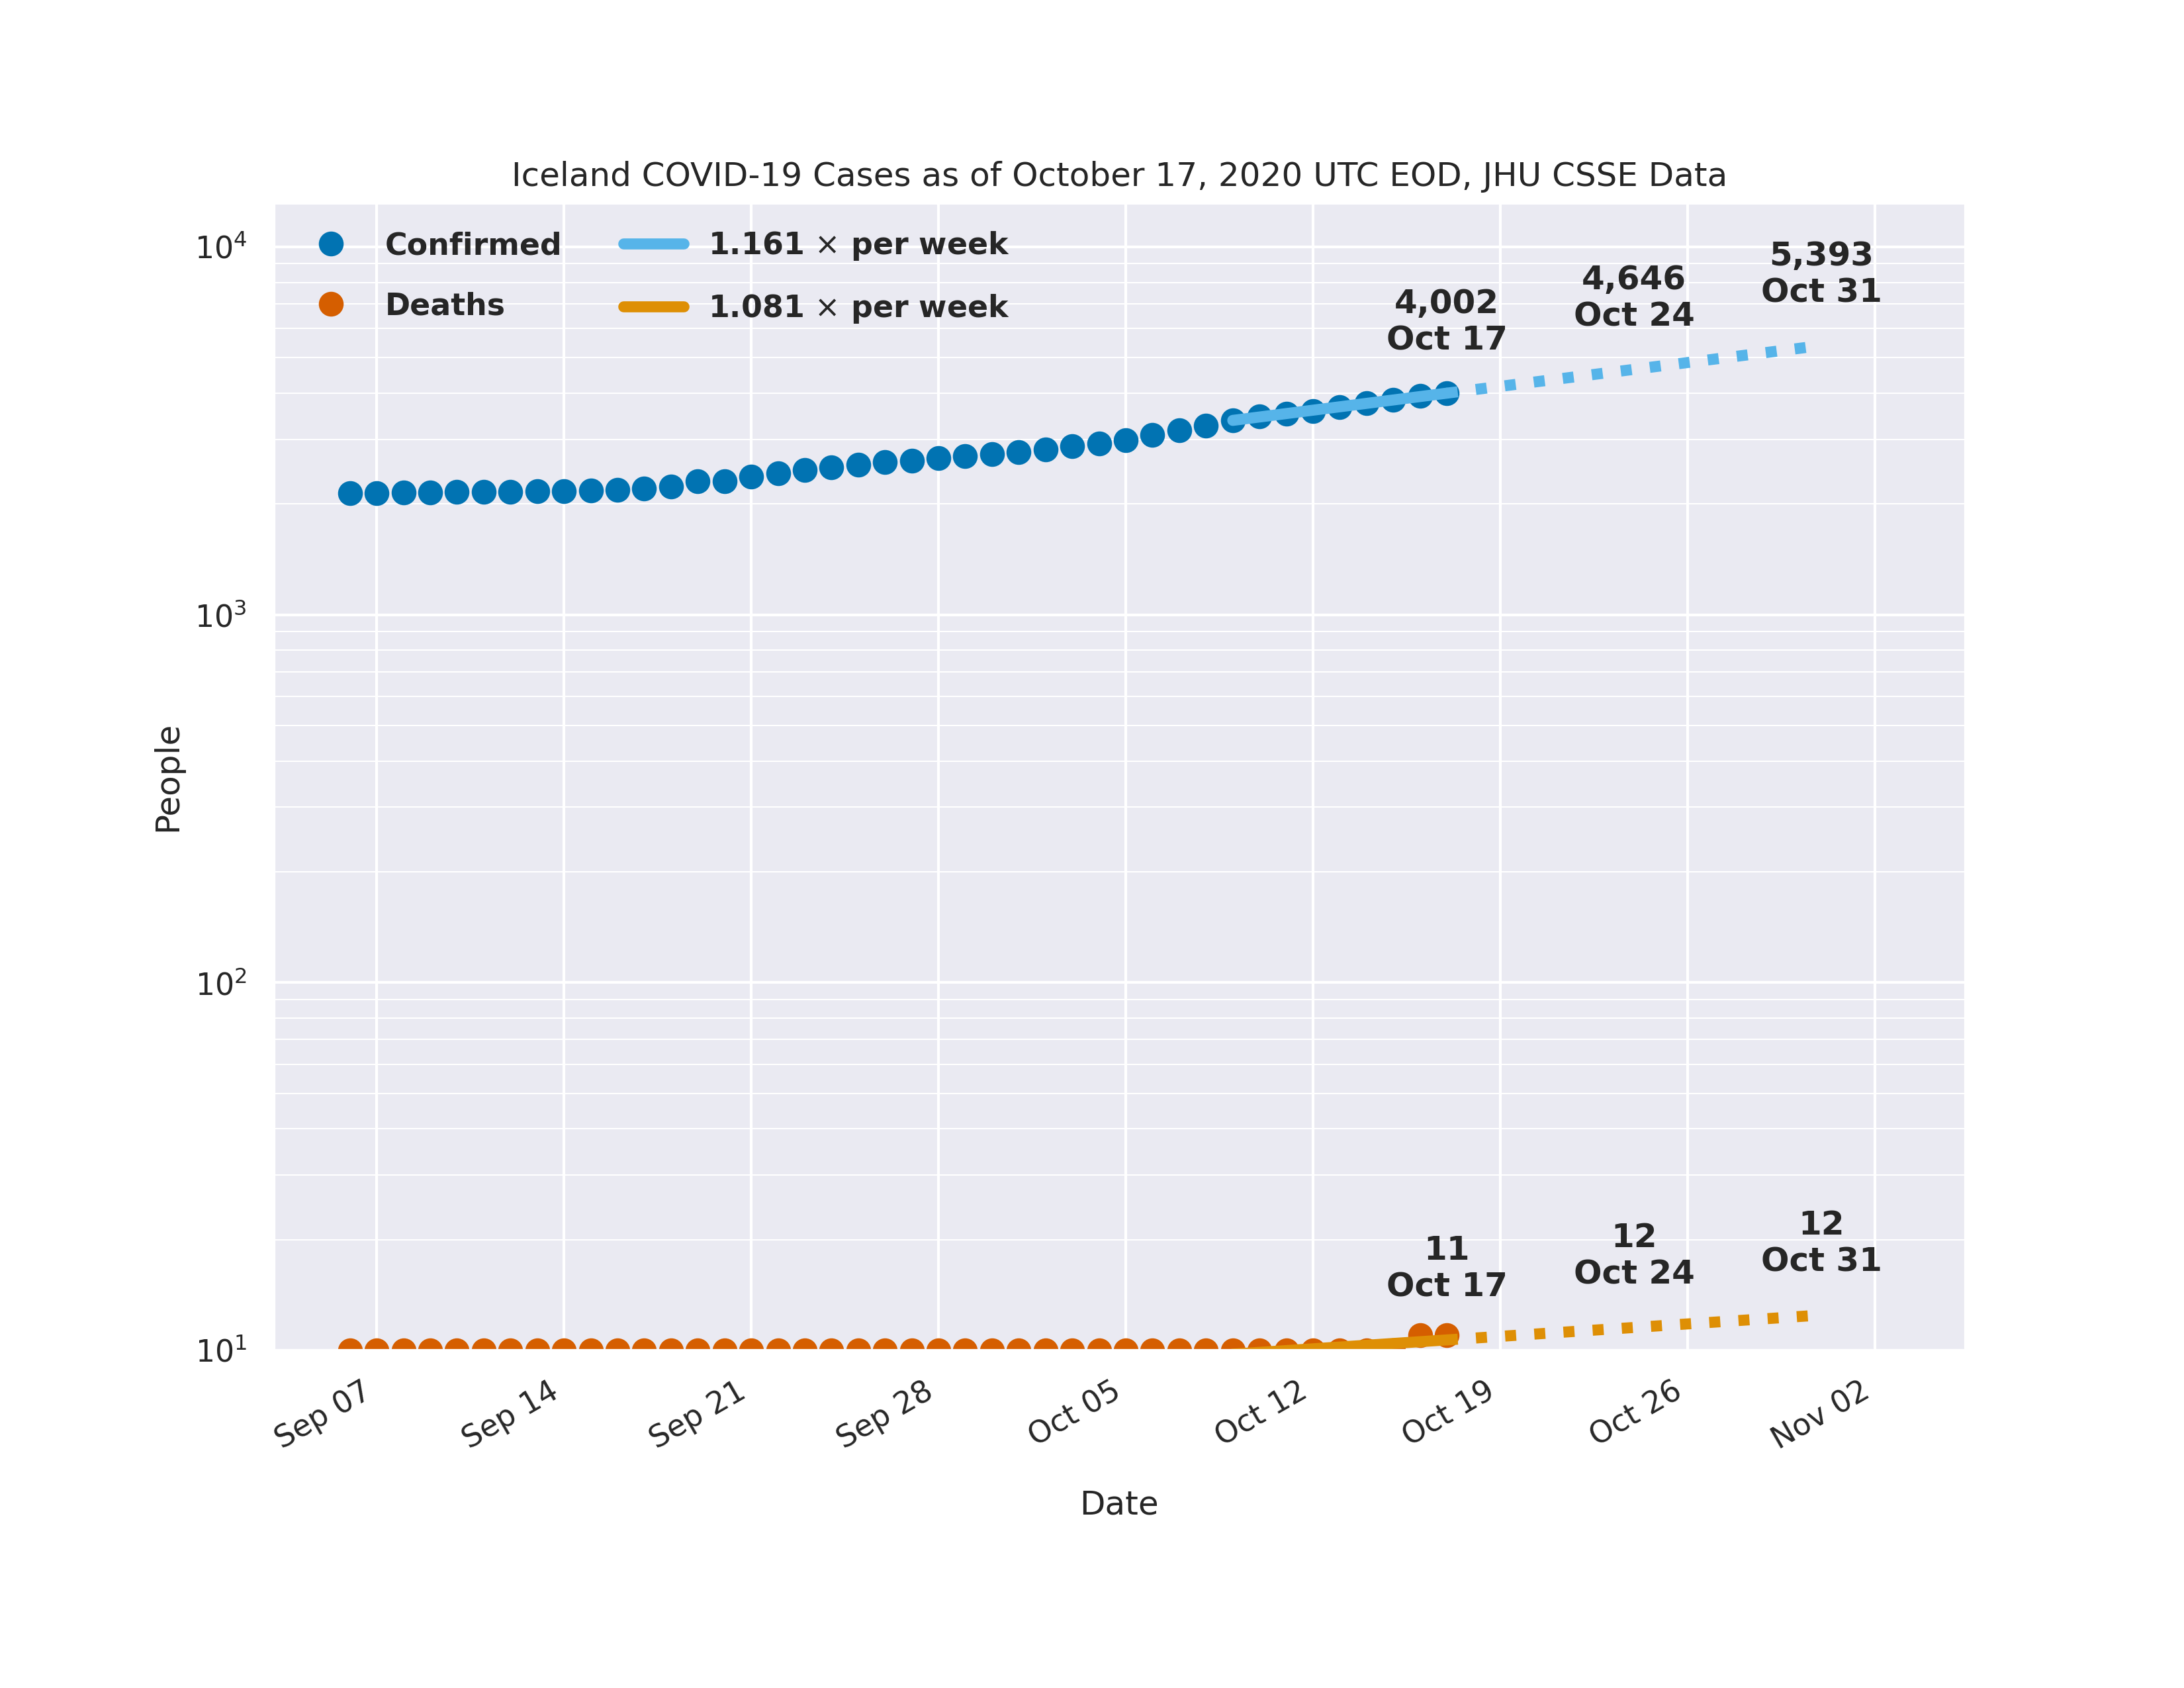 Iceland COVID-19 Cases as of October 17, 2020 UTC EOD, JHU CSSE Data
Confirmed
Deaths
1.161 × per week
1.081 × per week
4,002
Oct 17
4,646
Oct 24
5,393
Oct 31
11
Oct 17
12
Oct 24
12
Oct 31
10⁴
10³
10²
10¹
People
Sep 07
Sep 14
Sep 21
Sep 28
Oct 05
Oct 12
Oct 19
Oct 26
Nov 02
Date